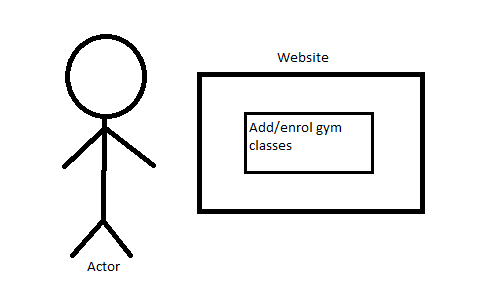 Website
Add/enrol gym
classes
Actor